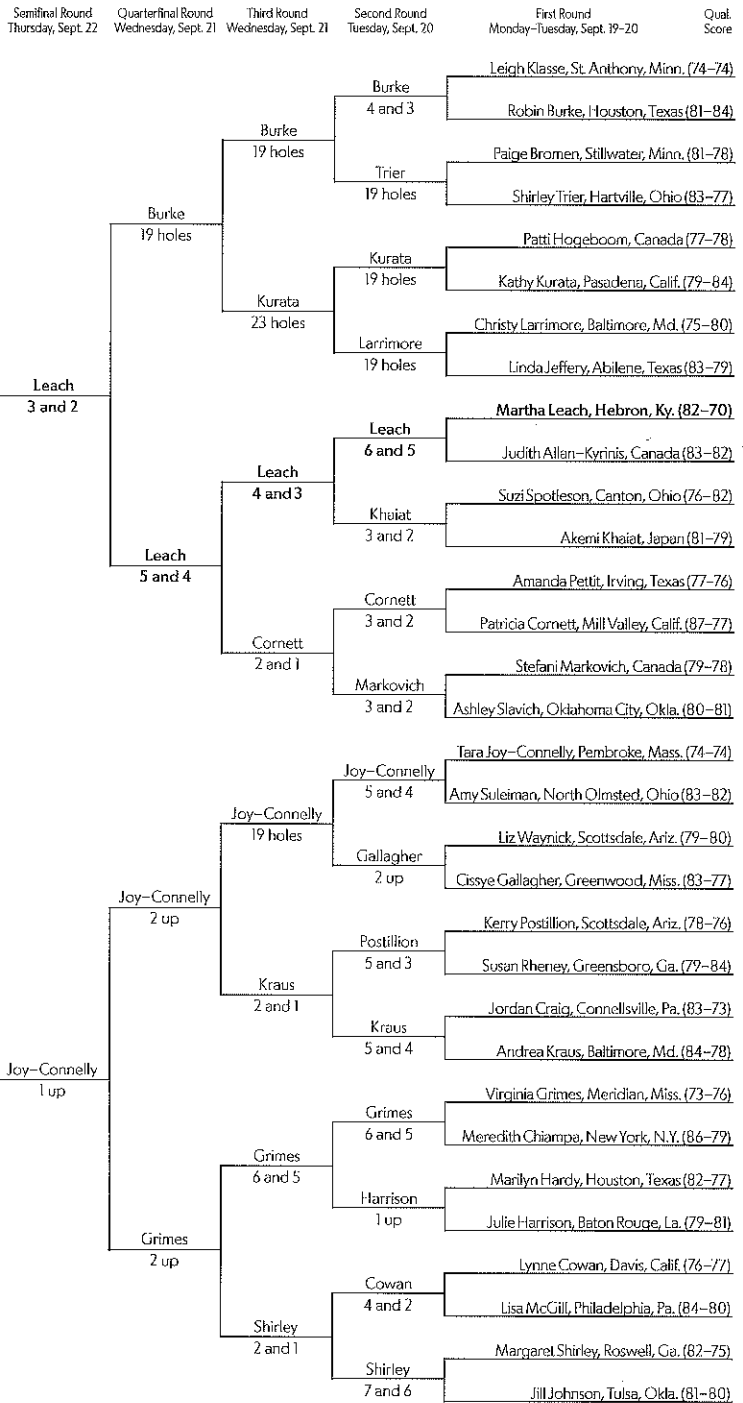 Semifinal Round Quarterfinal Round Third Round Second Round First Round Qual.
Thursday, Sept. 22 Wednesday, Sept. 21 Wednesday, Sept. 21 Tuesday, Sept. 20 Monday–Tuesday, Sept. 19–20 Score
Leigh Klasse, St. Anthony, Minn. (74–74)
Burke
4 and 3
Robin Burke, Houston, Texas (81–84)
Burke
19 holes
Paige Bromen, Stillwater, Minn. (81–78)
Trier
19 holes
Shirley Trier, Hartville, Ohio (83–77)
Burke
19 holes
Patti Hogeboom, Canada (77–78)
Kurata
19 holes
Kathy Kurata, Pasadena, Calif. (79–84)
Kurata
23 holes
Christy Larrimore, Baltimore, Md. (75–80)
Larrimore
19 holes
Linda Jeffery, Abilene, Texas (83–79)
Leach
3 and 2
Martha Leach, Hebron, Ky. (82–70)
Leach
6 and 5
Judith Allan–Kyrinis, Canada (83–82)
Leach
4 and 3
Suzi Spotleson, Canton, Ohio (76–82)
Khaiat
3 and 2
Akemi Khaiat, Japan (81–79)
Leach
5 and 4
Amanda Pettit, Irving, Texas (77–76)
Cornett
3 and 2
Patricia Cornett, Mill Valley, Calif. (87–77)
Cornett
2 and 1
Stefani Markovich, Canada (79–78)
Markovich
3 and 2
Ashley Slavich, Oklahoma City, Okla. (80–81)
Tara Joy–Connelly, Pembroke, Mass. (74–74)
Joy–Connelly
5 and 4
Amy Suleiman, North Olmsted, Ohio (83–82)
Joy–Connelly
19 holes
Liz Waynick, Scottsdale, Ariz. (79–80)
Gallagher
2 up
Cissye Gallagher, Greenwood, Miss. (83–77)
Joy–Connelly
2 up
Kerry Postillion, Scottsdale, Ariz. (78–76)
Postillion
5 and 3
Susan Rheney, Greensboro, Ga. (79–84)
Kraus
2 and 1
Jordan Craig, Connellsville, Pa. (83–73)
Kraus
5 and 4
Andrea Kraus, Baltimore, Md. (84–78)
Joy–Connelly
1 up
Virginia Grimes, Meridian, Miss. (73–76)
Grimes
6 and 5
Meredith Chiampa, New York, N.Y. (86–79)
Grimes
6 and 5
Marilyn Hardy, Houston, Texas (82–77)
Harrison
1 up
Julie Harrison, Baton Rouge, La. (79–81)
Grimes
2 up
Lynne Cowan, Davis, Calif. (76–77)
Cowan
4 and 2
Lisa McGill, Philadelphia, Pa. (84–80)
Shirley
2 and 1
Margaret Shirley, Roswell, Ga. (82–75)
Shirley
7 and 6
Jill Johnson, Tulsa, Okla. (81–80)